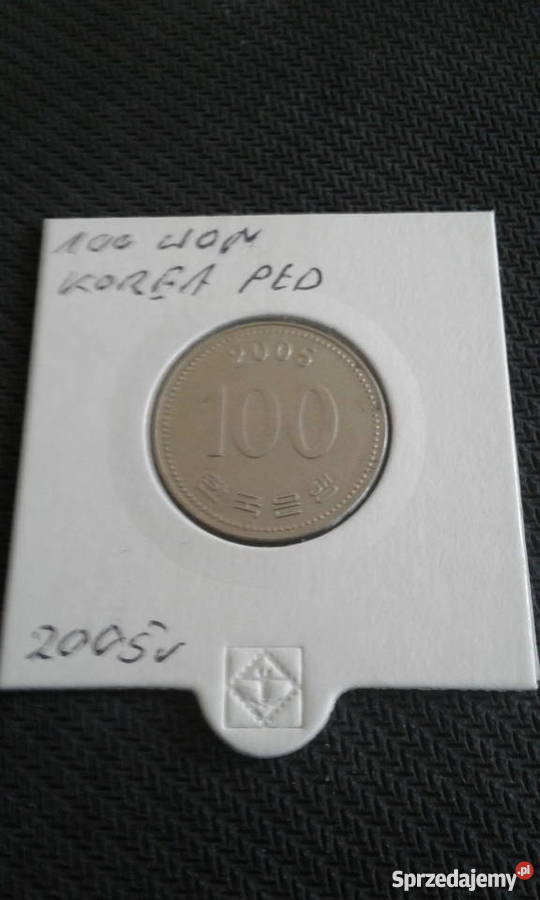 100 WON
KOREA PŁD
2005
100
한국은행
2005r
Sprzedajemy.pl